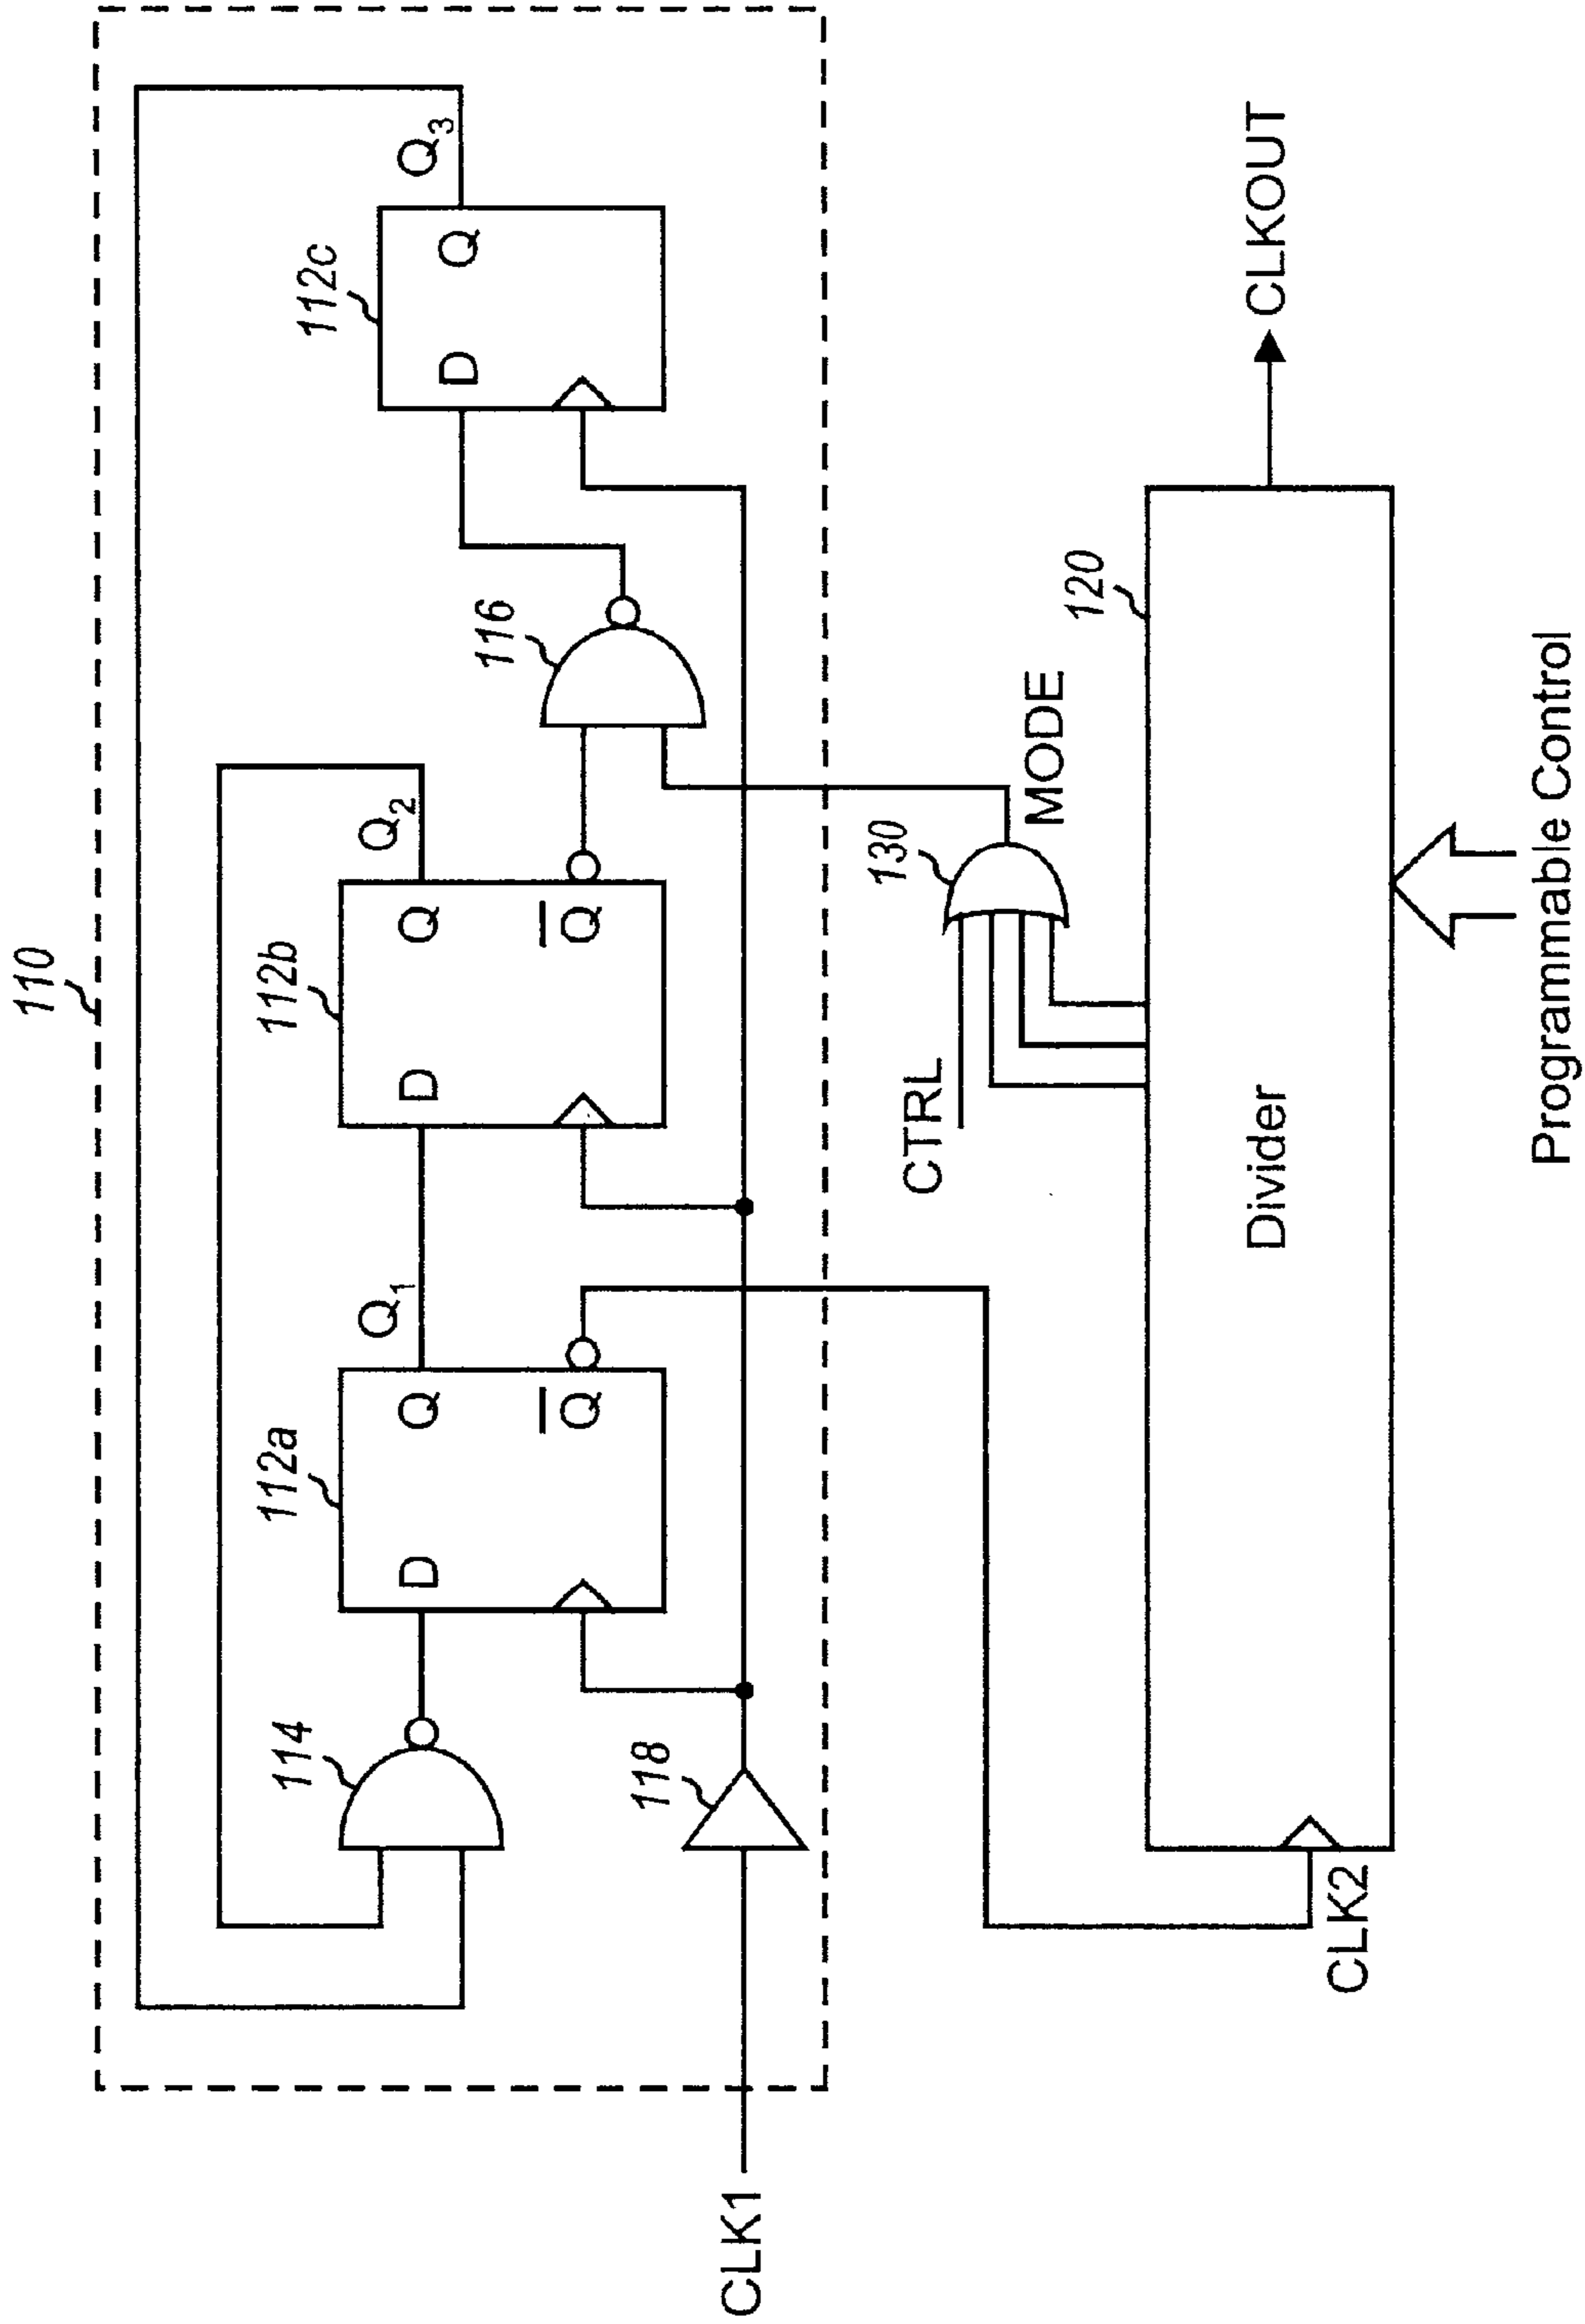 110
Q₃
112c
D
Q
Q₂
112b
D
Q
Q̅
116
Q₁
112a
D
Q
Q̅
114
118
CLK1
CTRL
130
MODE
120
CLKOUT
Divider
CLK2
Programmable Control